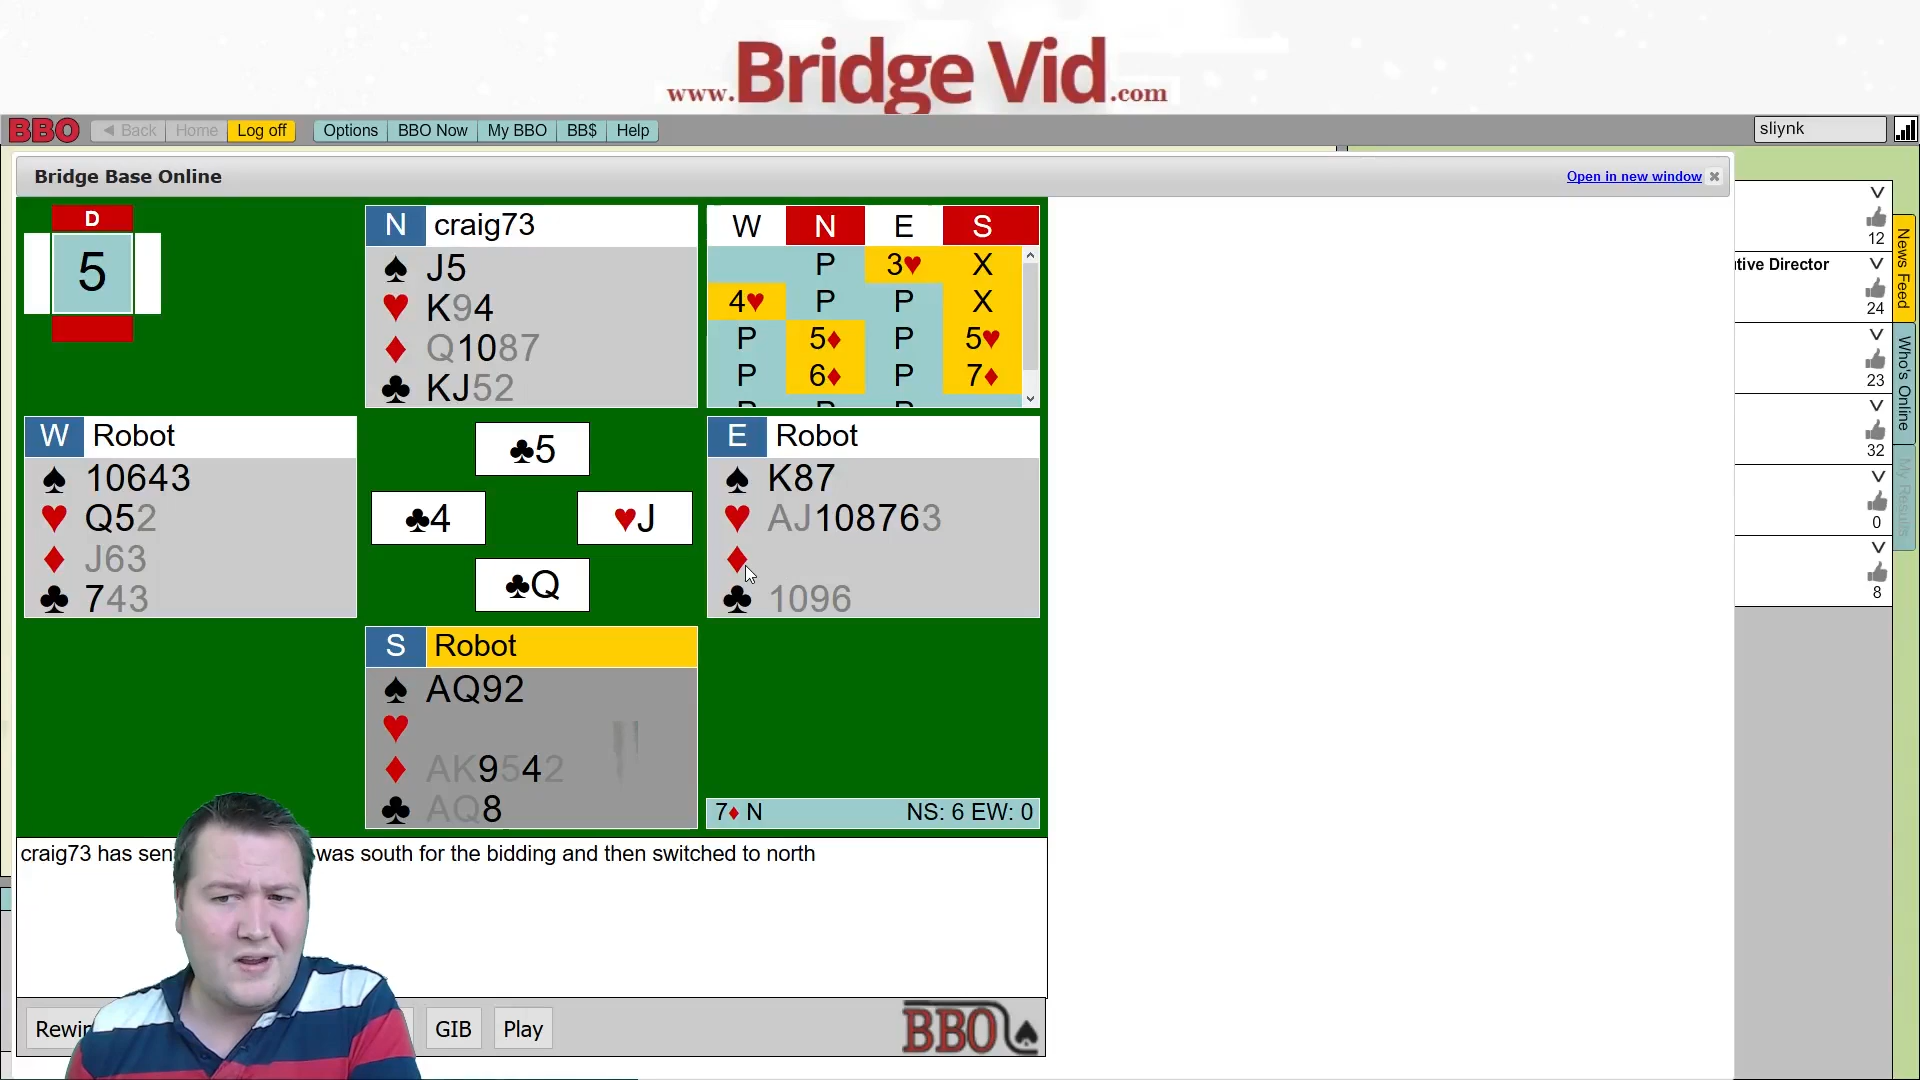 www.Bridge Vid.com
BBO ◄ Back Home Log off Options BBO Now My BBO BB$ Help sliynk
Bridge Base Online Open in new window
D
5
N craig73
♠ J5
♥ K94
♦ Q1087
♣ KJ52
W N E S
P 3♥ X
4♥ P P X
P 5♦ P 5♥
P 6♦ P 7♦
P P P
W Robot
♠ 10643
♥ Q52
♦ J63
♣ 743
♣5
♣4 ♥J
♣Q
E Robot
♠ K87
♥ AJ108763
♦
♣ 1096
S Robot
♠ AQ92
♥
♦ AK9542
♣ AQ8
7♦ N NS: 6 EW: 0
craig73 has sen was south for the bidding and then switched to north
Rewin GIB Play BBO
12
tive Director
24
23
32
0
8
News Feed
Who's Online
My Results